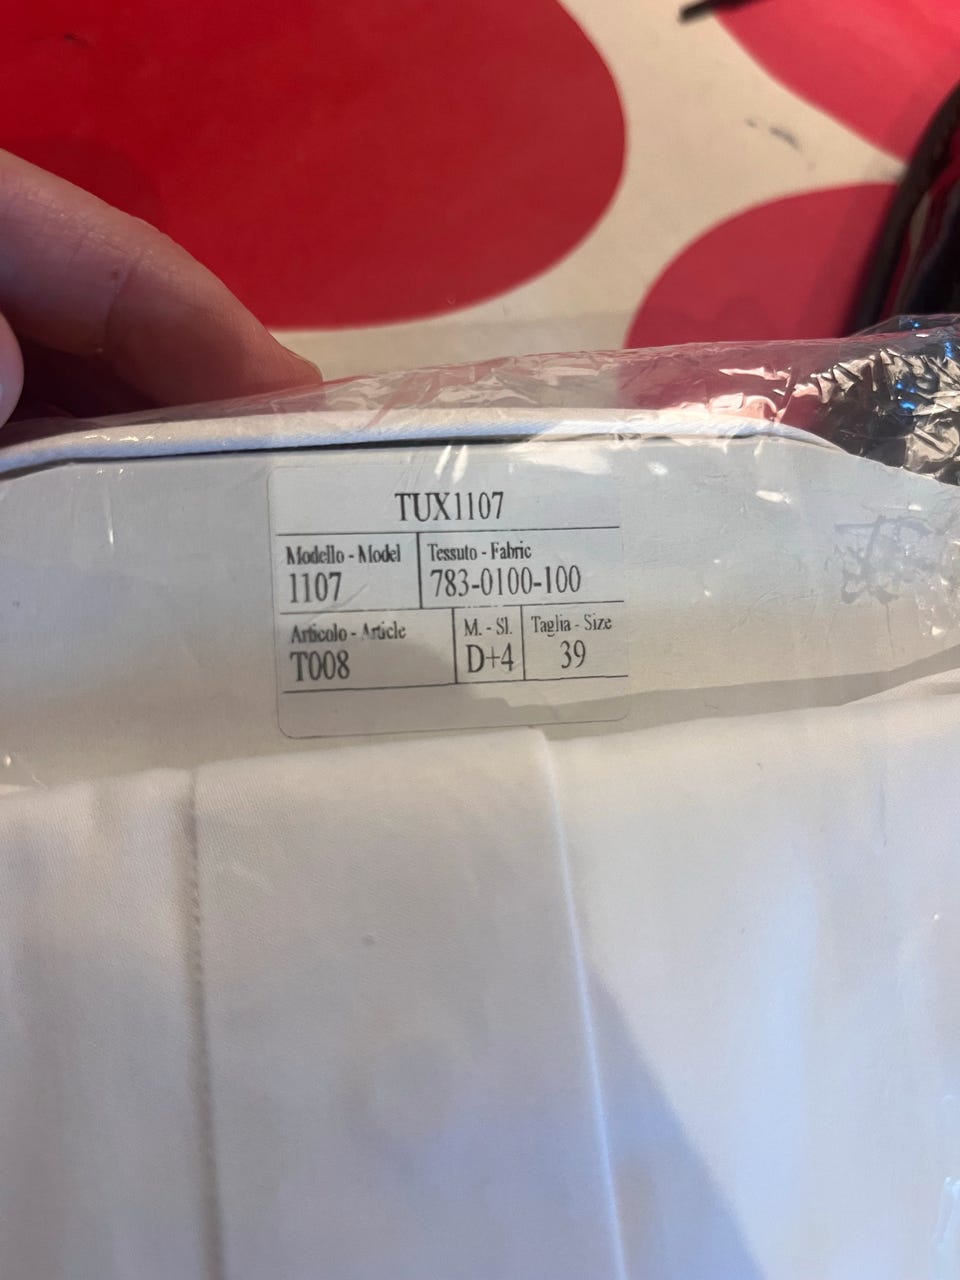 TUX1107
Modello - Model
1107
Tessuto - Fabric
783-0100-100
Articolo - Article
T008
M. - Sl.
D+4
Taglia - Size
39